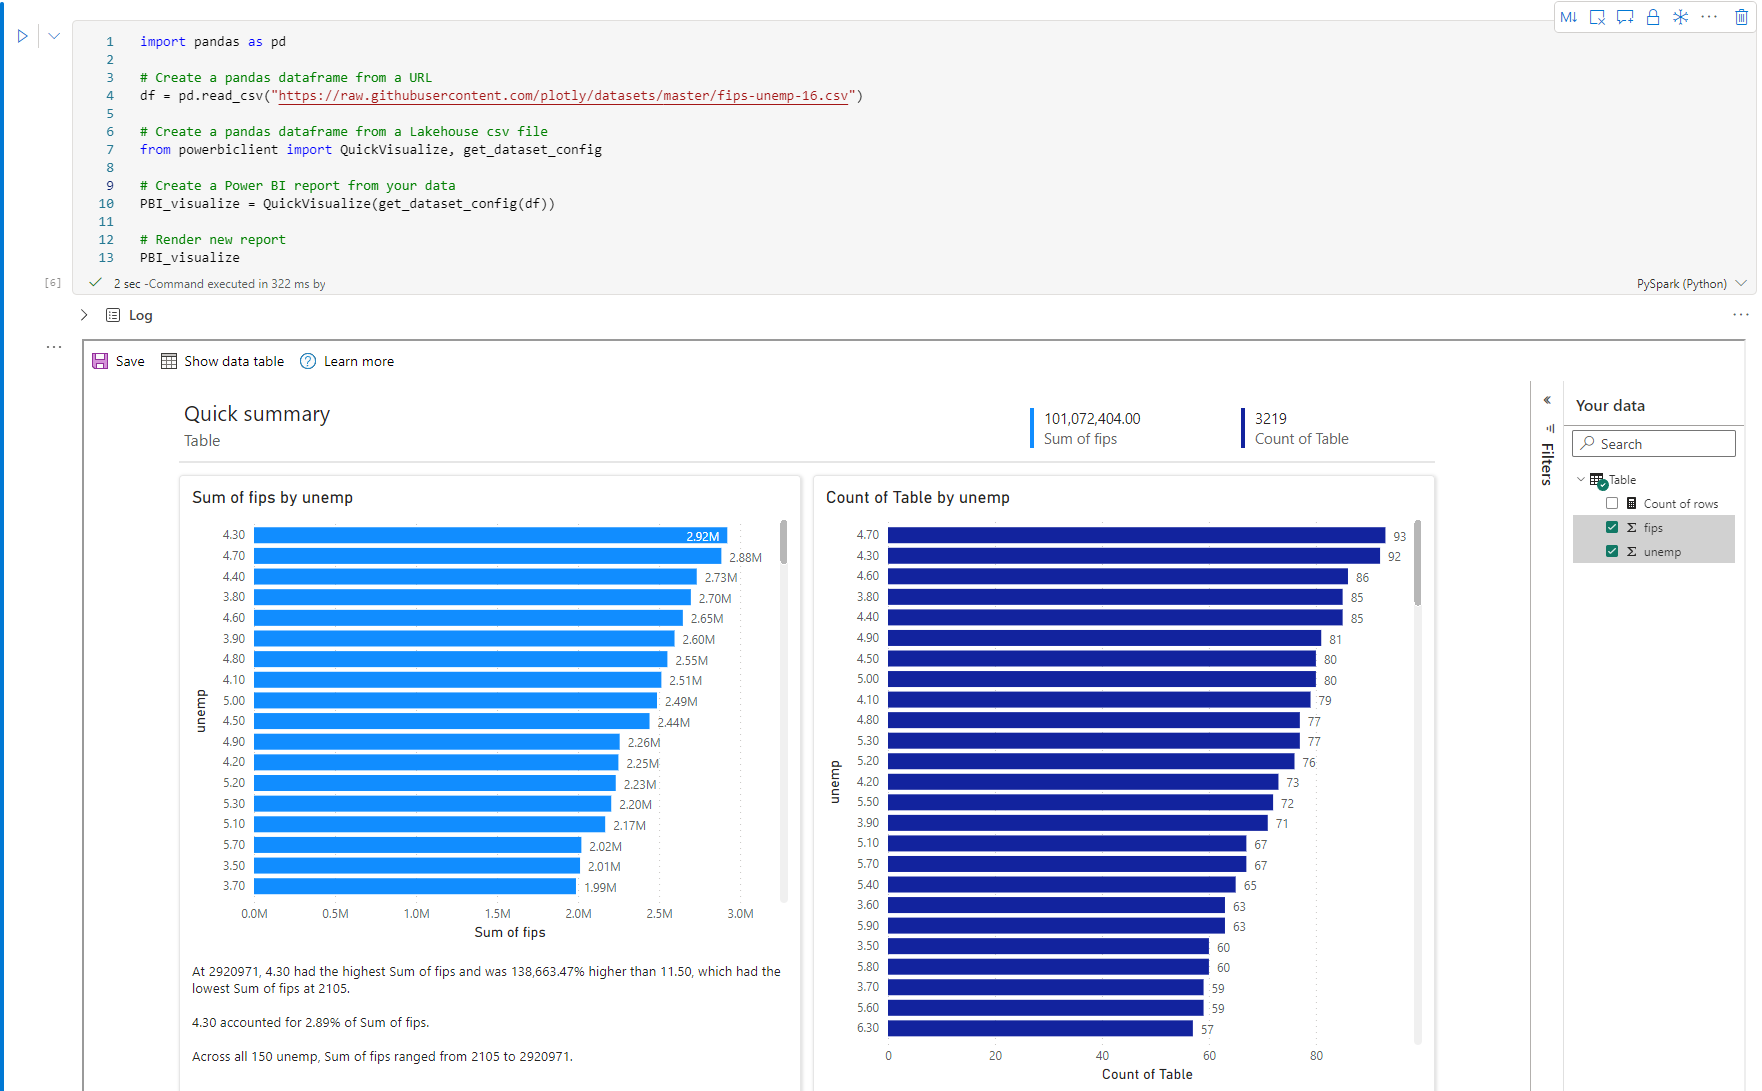 M↓
1 import pandas as pd
2
3 # Create a pandas dataframe from a URL
4 df = pd.read_csv("https://raw.githubusercontent.com/plotly/datasets/master/fips-unemp-16.csv")
5
6 # Create a pandas dataframe from a Lakehouse csv file
7 from powerbiclient import QuickVisualize, get_dataset_config
8
9 # Create a Power BI report from your data
10 PBI_visualize = QuickVisualize(get_dataset_config(df))
11
12 # Render new report
13 PBI_visualize
[6] 2 sec -Command executed in 322 ms by PySpark (Python)
Log
Save Show data table Learn more
Quick summary
Table
101,072,404.00
Sum of fips
3219
Count of Table
Sum of fips by unemp
unemp
4.30 2.92M
4.70 2.88M
4.40 2.73M
3.80 2.70M
4.60 2.65M
3.90 2.60M
4.80 2.55M
4.10 2.51M
5.00 2.49M
4.50 2.44M
4.90 2.26M
4.20 2.25M
5.20 2.23M
5.30 2.20M
5.10 2.17M
5.70 2.02M
3.50 2.01M
3.70 1.99M
0.0M 0.5M 1.0M 1.5M 2.0M 2.5M 3.0M
Sum of fips
At 2920971, 4.30 had the highest Sum of fips and was 138,663.47% higher than 11.50, which had the
lowest Sum of fips at 2105.
4.30 accounted for 2.89% of Sum of fips.
Across all 150 unemp, Sum of fips ranged from 2105 to 2920971.
Count of Table by unemp
unemp
4.70 93
4.30 92
4.60 86
3.80 85
4.40 85
4.90 81
4.50 80
5.00 80
4.10 79
4.80 77
5.30 77
5.20 76
4.20 73
5.50 72
3.90 71
5.10 67
5.70 67
5.40 65
3.60 63
5.90 63
3.50 60
5.80 60
3.70 59
5.60 59
6.30 57
0 20 40 60 80
Count of Table
Filters
Your data
Search
Table
Count of rows
Σ fips
Σ unemp